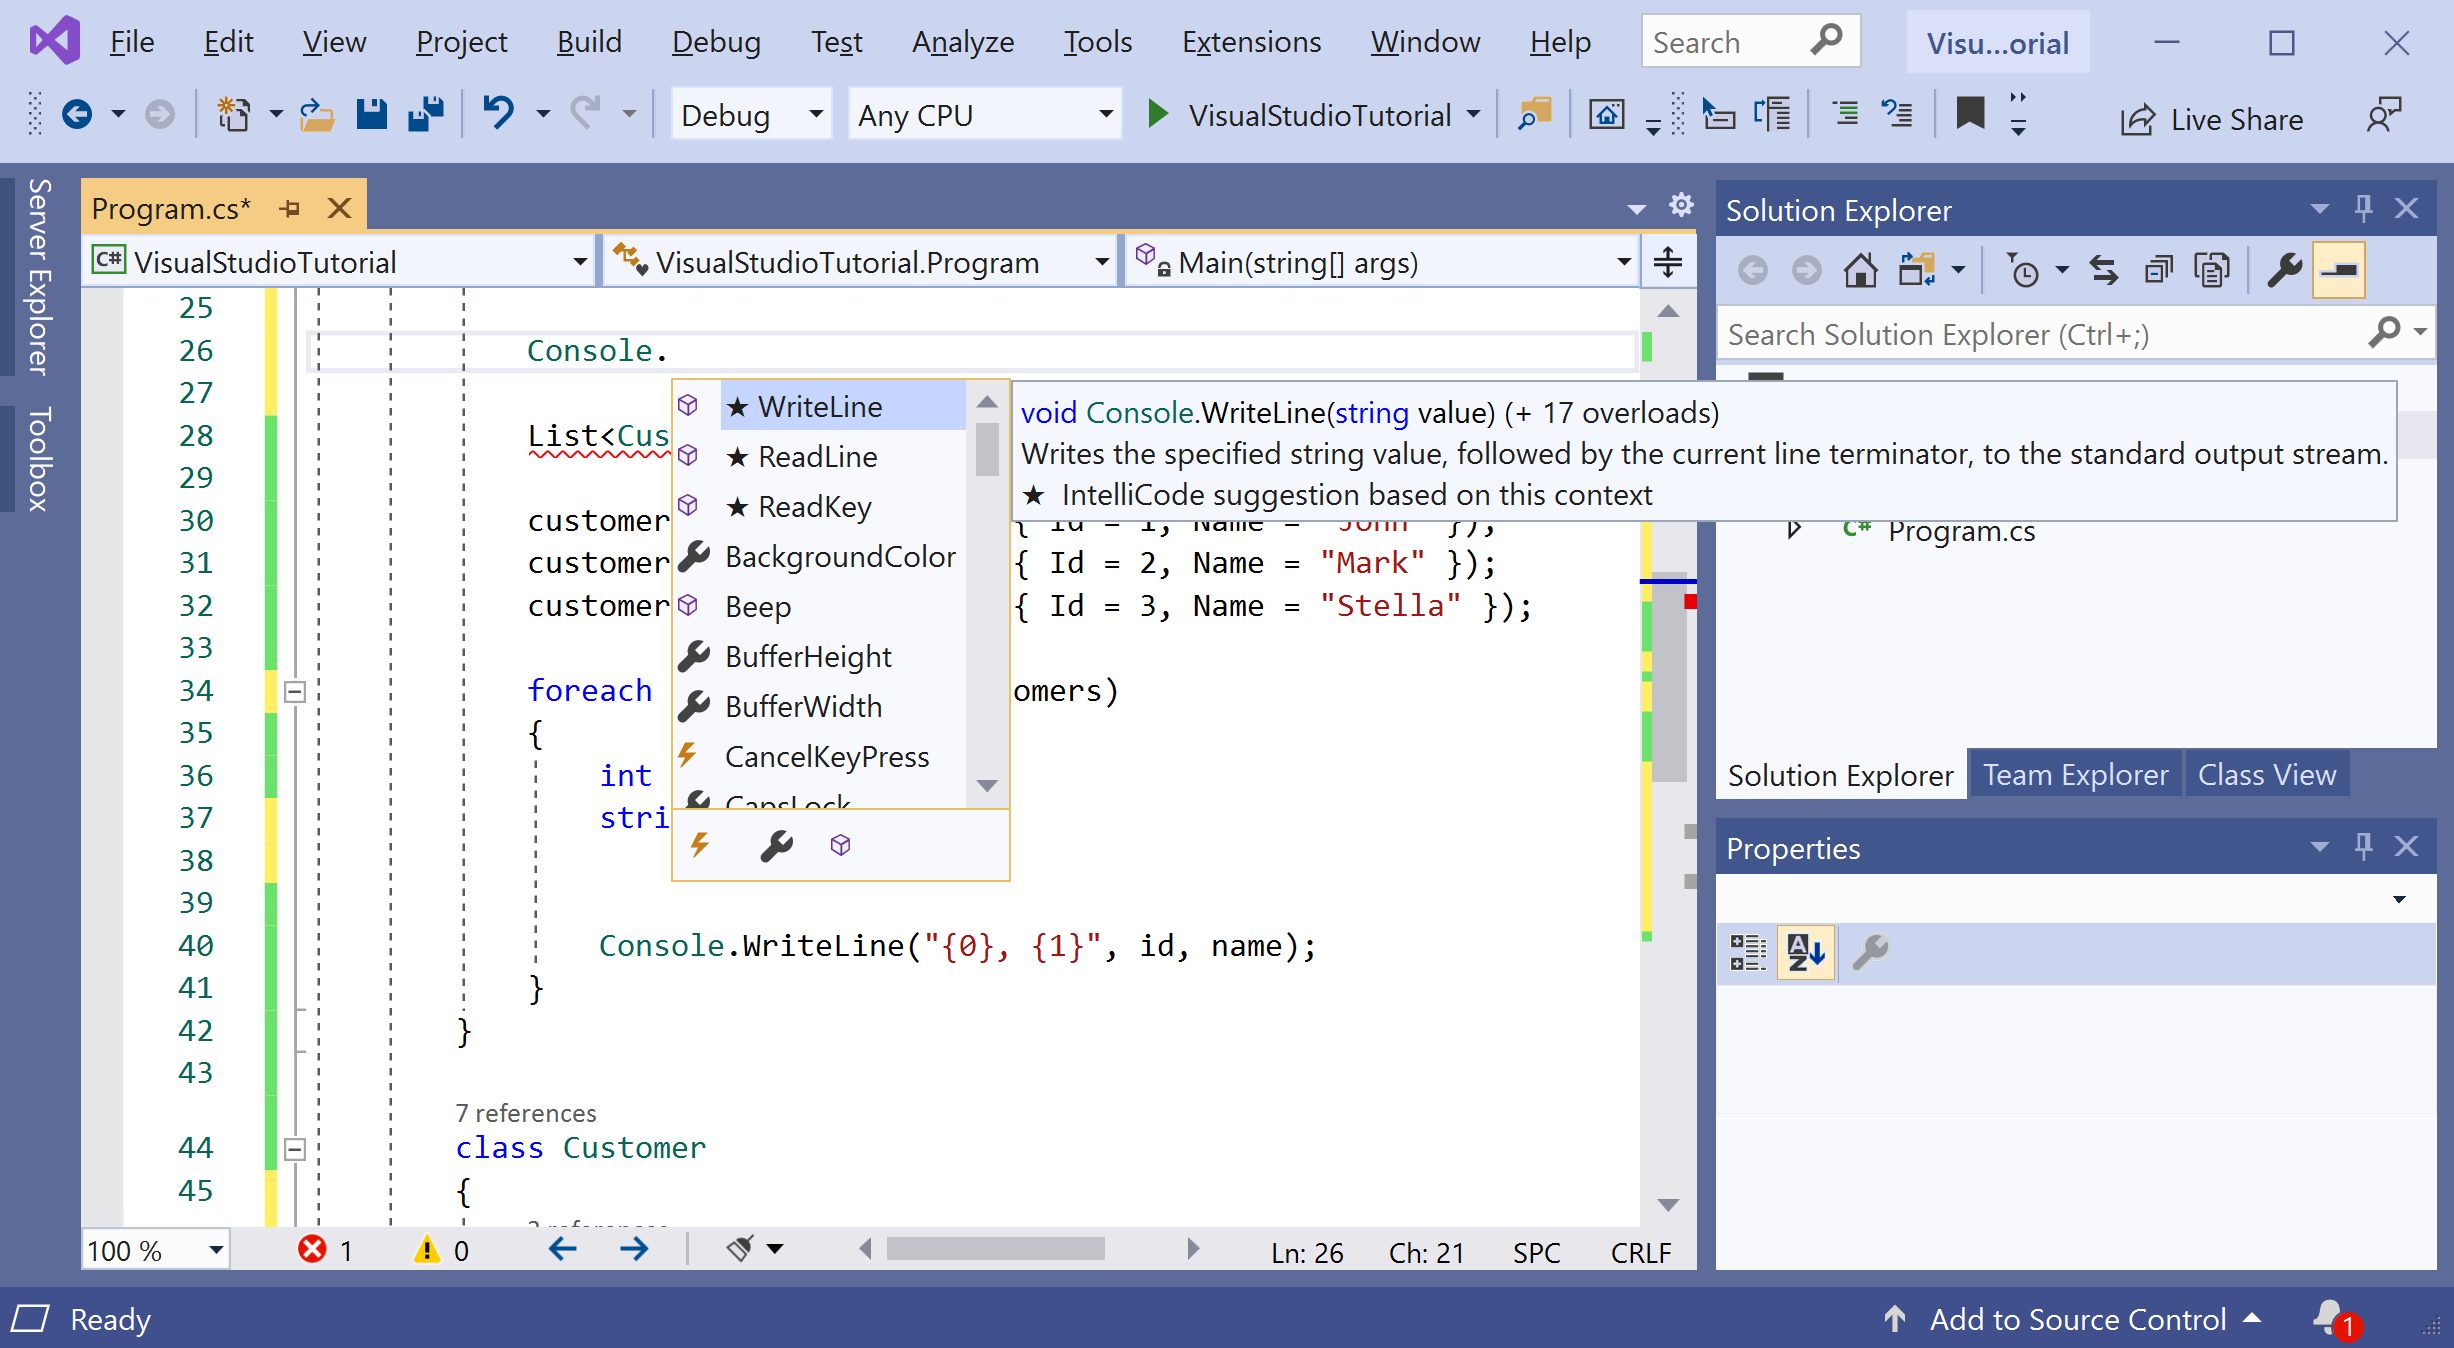 File Edit View Project Build Debug Test Analyze Tools Extensions Window Help Search Visu...orial
Debug Any CPU VisualStudioTutorial Live Share
Server Explorer
Toolbox
Program.cs*
C# VisualStudioTutorial VisualStudioTutorial.Program Main(string[] args)
25
26 Console.
27
28 List<Cus
29
30 customer { Id = 1, Name = "John" });
31 customer { Id = 2, Name = "Mark" });
32 customer { Id = 3, Name = "Stella" });
33
34 foreach omers)
35 {
36 int
37 stri
38
39
40 Console.WriteLine("{0}, {1}", id, name);
41 }
42 }
43
7 references
44 class Customer
45 {
★ WriteLine
★ ReadLine
★ ReadKey
BackgroundColor
Beep
BufferHeight
BufferWidth
CancelKeyPress
CapsLock
void Console.WriteLine(string value) (+ 17 overloads)
Writes the specified string value, followed by the current line terminator, to the standard output stream.
★ IntelliCode suggestion based on this context
100 % 1 0 Ln: 26 Ch: 21 SPC CRLF
Solution Explorer
Search Solution Explorer (Ctrl+;)
C# Program.cs
Solution Explorer Team Explorer Class View
Properties
Ready Add to Source Control 1